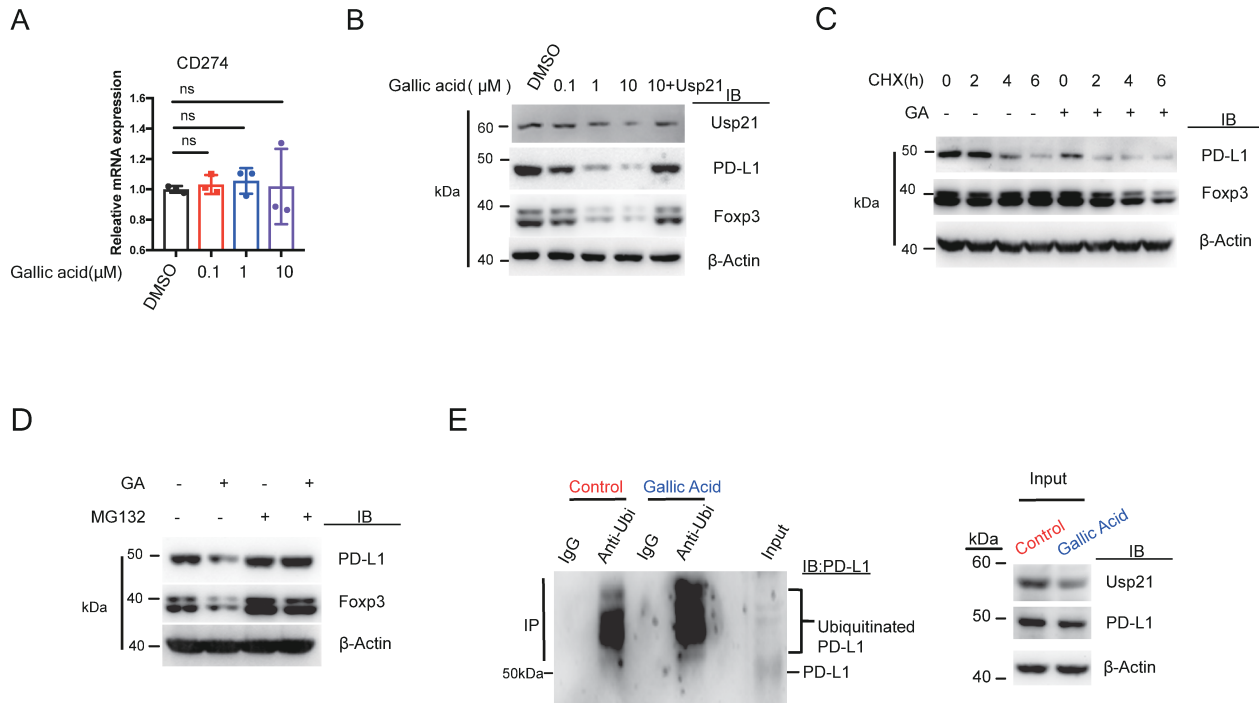 A
CD274
Releative mRNA expression
1.6
1.4
1.2
1.0
0.8
0.6
ns
ns
ns
Gallic acid(μM)
DMSO 0.1 1 10
B
Gallic acid( μM ) DMSO 0.1 1 10 10+Usp21
IB
60 Usp21
50 PD-L1
kDa
40 Foxp3
40 β-Actin
C
CHX(h) 0 2 4 6 0 2 4 6
GA - - - - + + + +
IB
50 PD-L1
40 Foxp3
kDa
40 β-Actin
D
GA - + - +
MG132 - - + + IB
50 PD-L1
40 Foxp3
kDa
40 β-Actin
E
Control Gallic Acid
IgG Anti-Ubi IgG Anti-Ubi Input
IB:PD-L1
IP
Ubiquitinated
PD-L1
50kDa PD-L1
Input
kDa Control Gallic Acid IB
60 Usp21
50 PD-L1
40 β-Actin